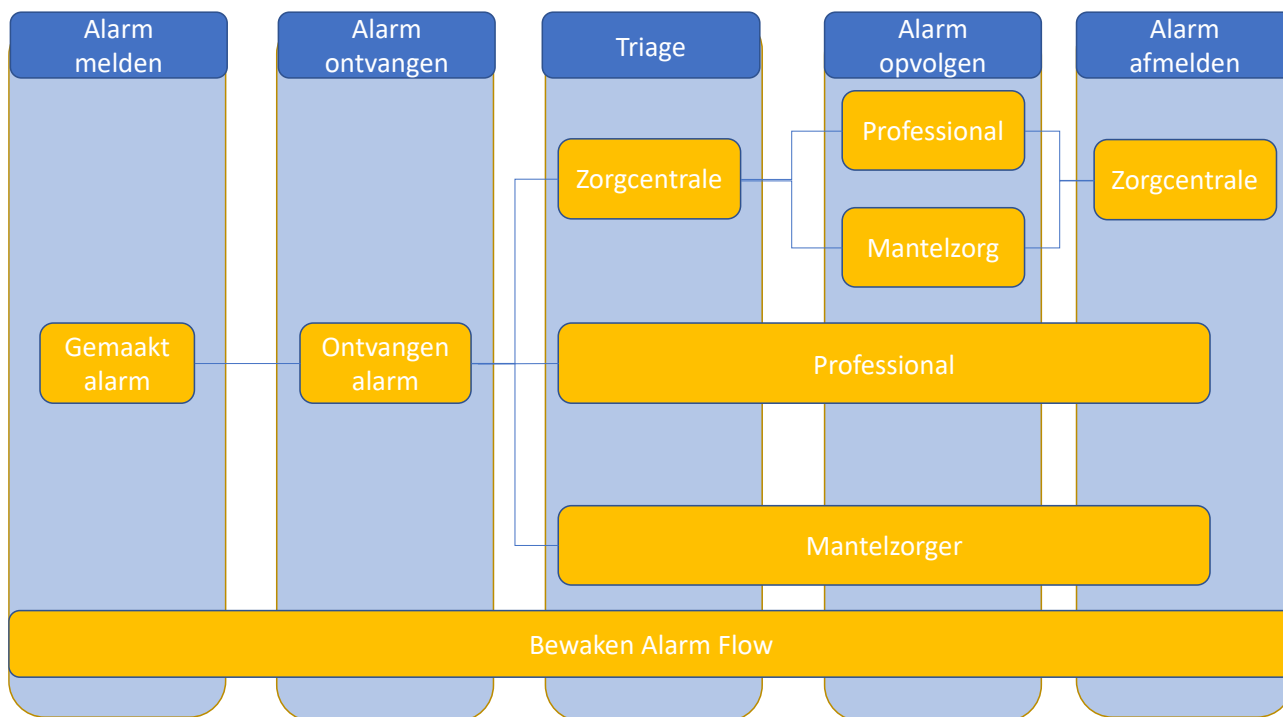 Alarm
melden
Alarm
ontvangen
Triage
Alarm
opvolgen
Alarm
afmelden
Professional
Zorgcentrale
Zorgcentrale
Mantelzorg
Gemaakt
alarm
Ontvangen
alarm
Professional
Mantelzorger
Bewaken Alarm Flow